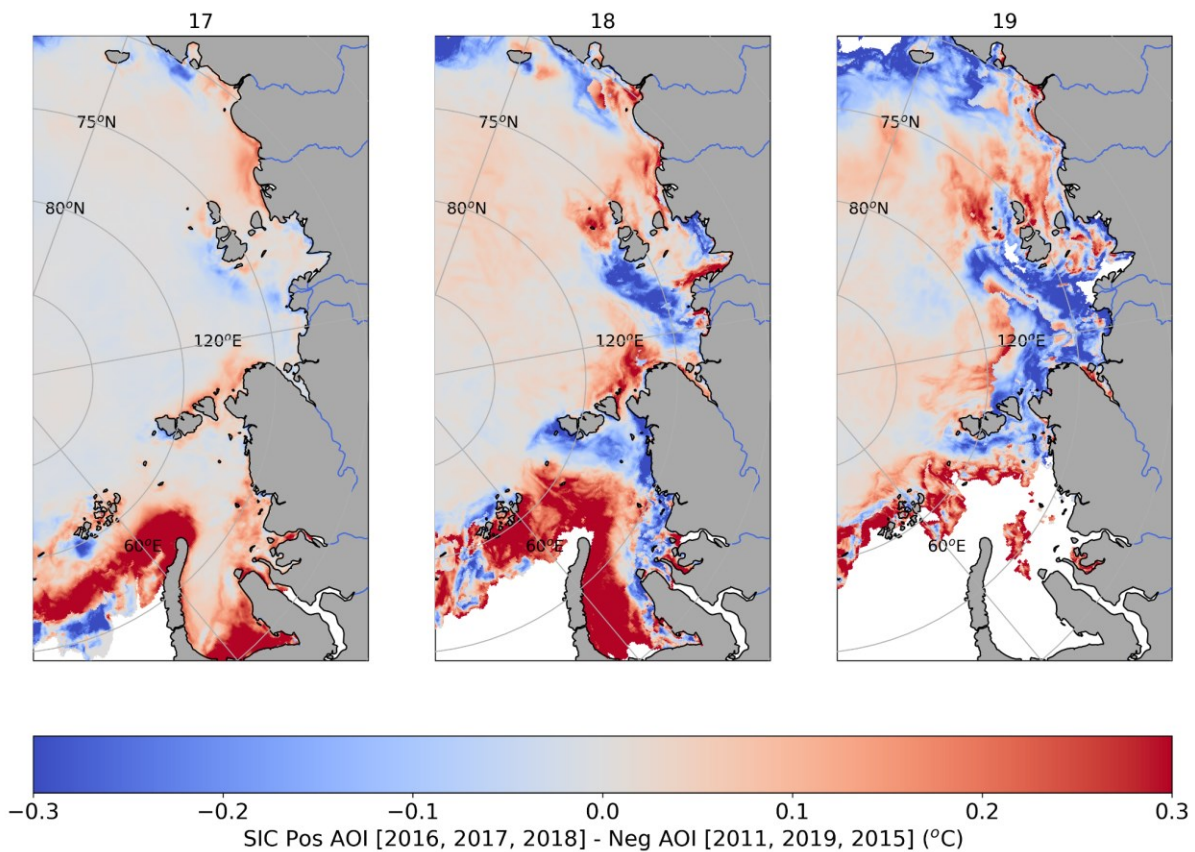 17 18 19
75°N 75°N 75°N
80°N 80°N 80°N
120°E 120°E 120°E
60°E 60°E 60°E
−0.3 −0.2 −0.1 0.0 0.1 0.2 0.3
SIC Pos AOI [2016, 2017, 2018] - Neg AOI [2011, 2019, 2015] (°C)